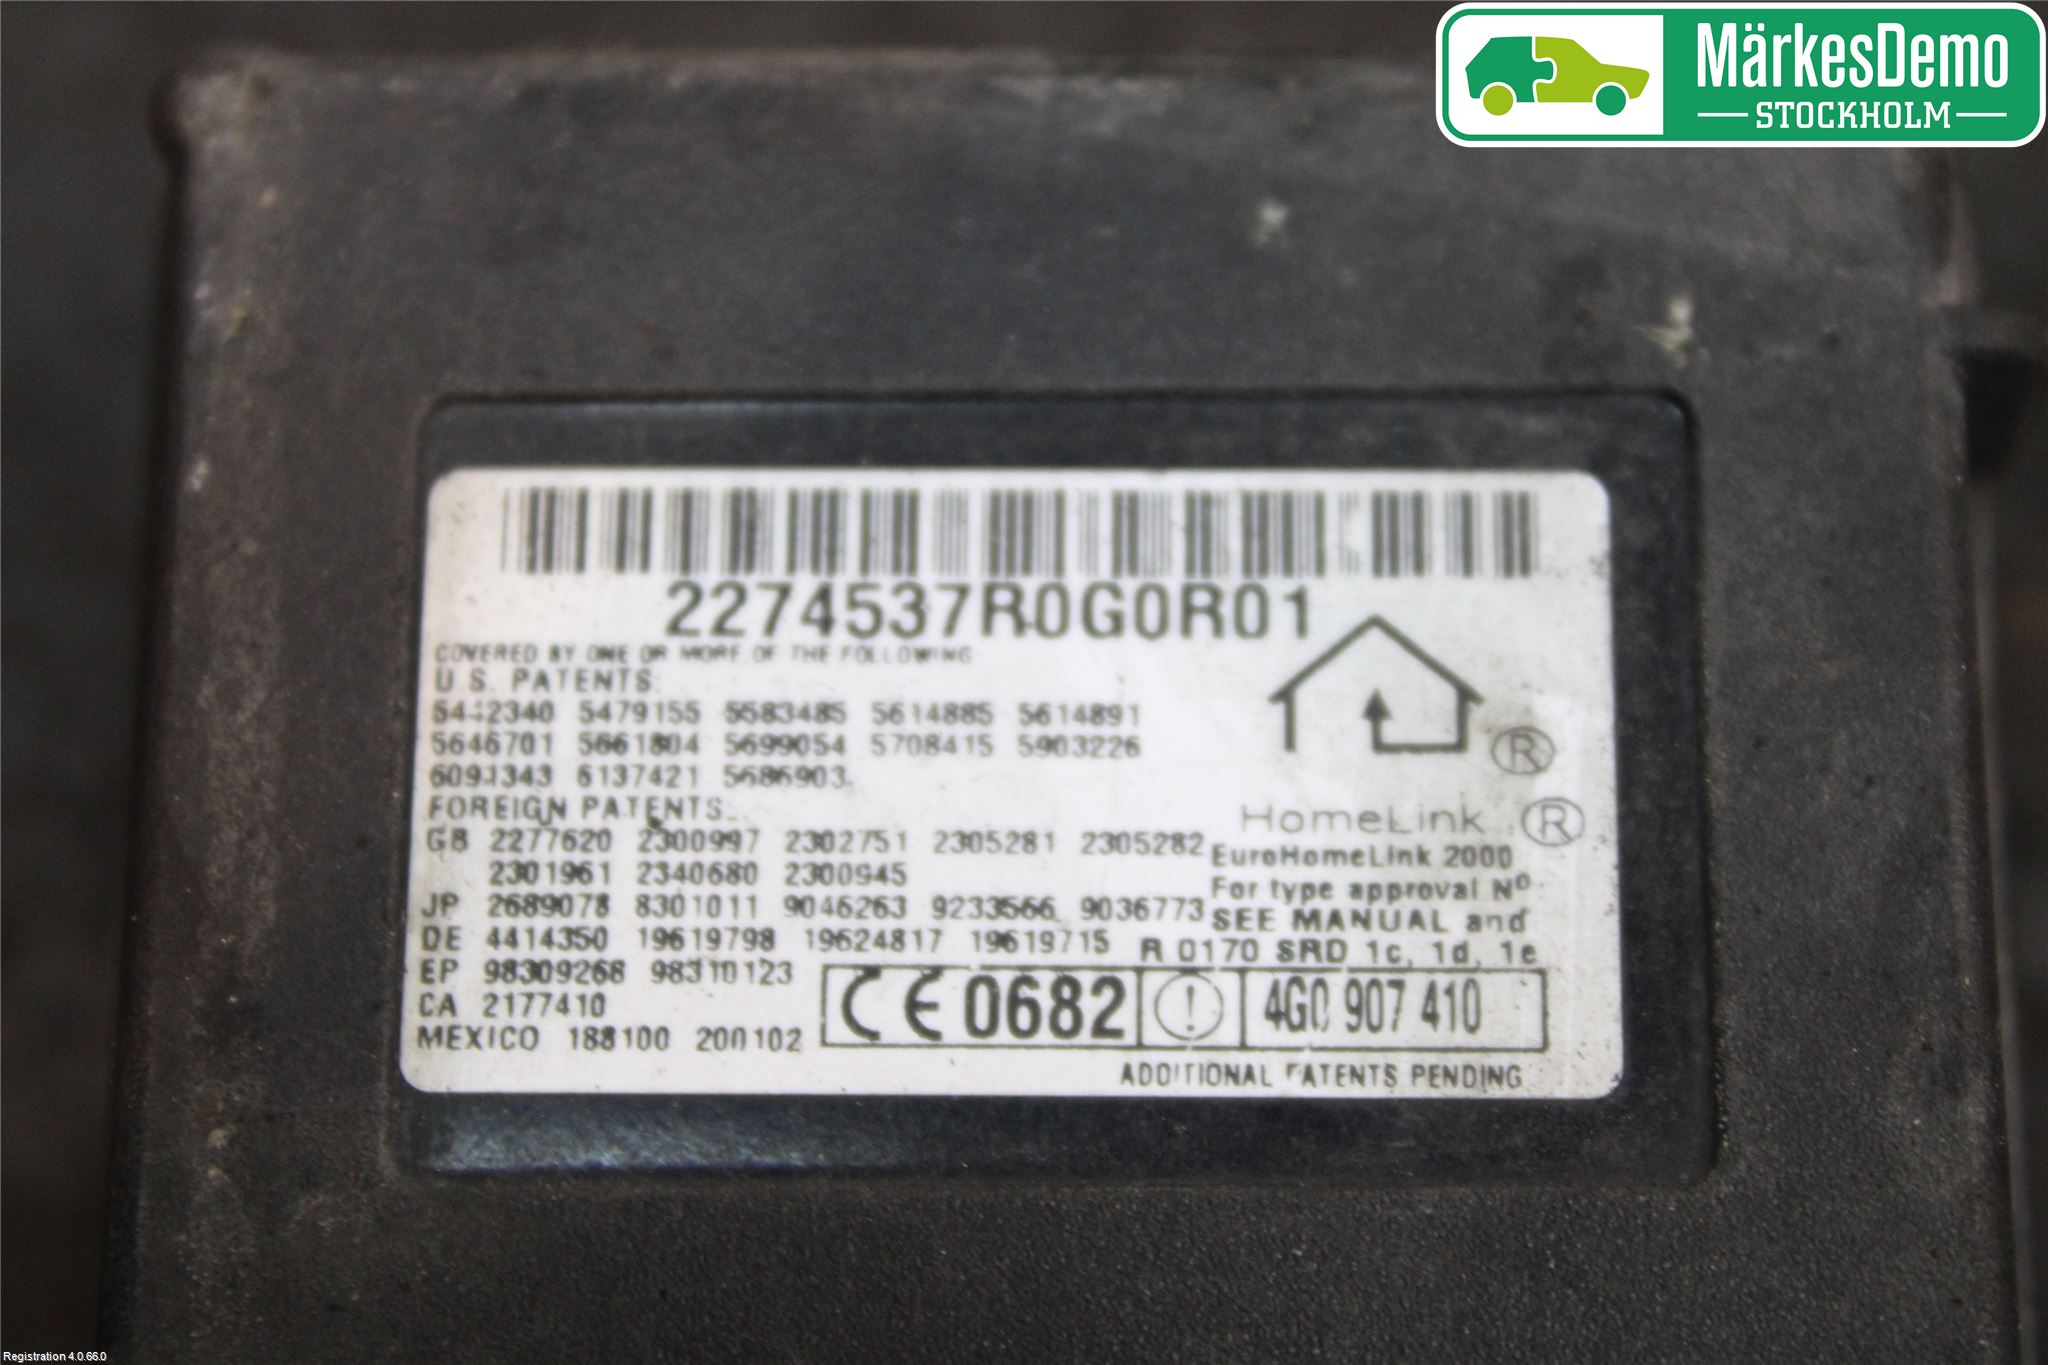 MärkesDemo
STOCKHOLM
2274537R0G0R01
COVERED BY ONE OR MORE OF THE FOLLOWING
U.S. PATENTS:
5442340 5479155 5583485 5614885 5614891
5646701 5661804 5699054 5708415 5903226
6091343 6137421 5686903
FOREIGN PATENTS:
GB 2277620 2300997 2302751 2305281 2305282
2301961 2340680 2300945
JP 2689078 8301011 9046263 9233566 9036773
DE 4414350 19619798 19624817 19619715
EP 98309268 98310123
CA 2177410
MEXICO 188100 200102
®
HomeLink ®
EuroHomeLink 2000
For type approval Nº:
SEE MANUAL and
R 0170 SRD 1c, 1d, 1e
CE 0682 ! 4G0 907 410
ADDITIONAL PATENTS PENDING
Registration 4.0.66.0